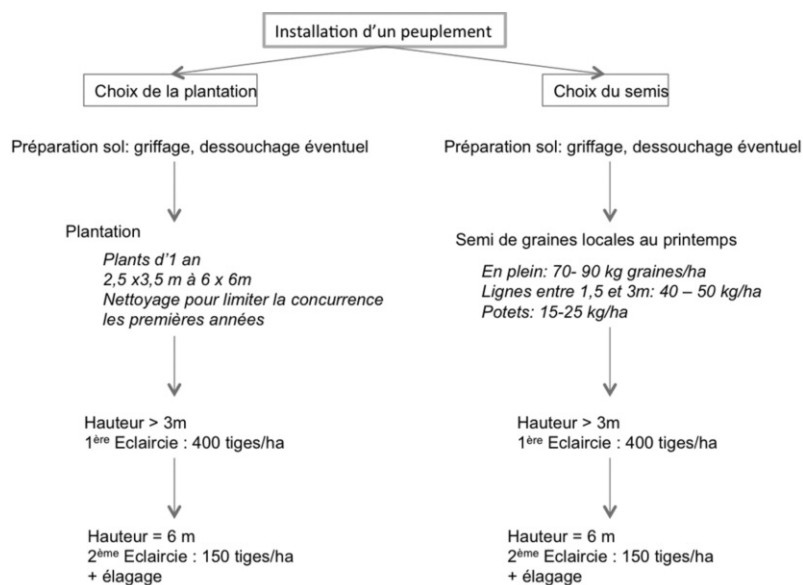 Installation d'un peuplement
Choix de la plantation
Préparation sol: griffage, dessouchage éventuel
Plantation
Plants d'1 an
2,5 x3,5 m à 6 x 6m
Nettoyage pour limiter la concurrence
les premières années
Hauteur > 3m
1ère Eclaircie : 400 tiges/ha
Hauteur = 6 m
2ème Eclaircie : 150 tiges/ha
+ élagage
Choix du semis
Préparation sol: griffage, dessouchage éventuel
Semi de graines locales au printemps
En plein: 70- 90 kg graines/ha
Lignes entre 1,5 et 3m: 40 – 50 kg/ha
Potets: 15-25 kg/ha
Hauteur > 3m
1ère Eclaircie : 400 tiges/ha
Hauteur = 6 m
2ème Eclaircie : 150 tiges/ha
+ élagage